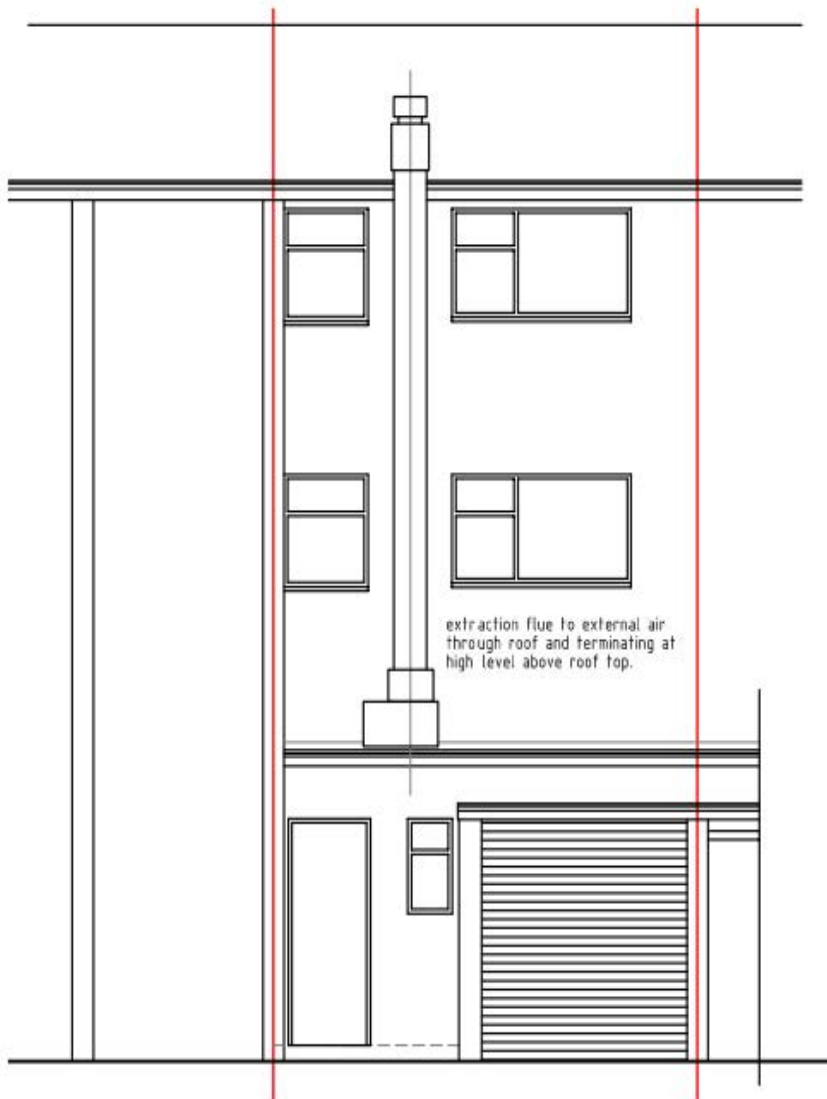 extraction flue to external air
through roof and terminating at
high level above roof top.